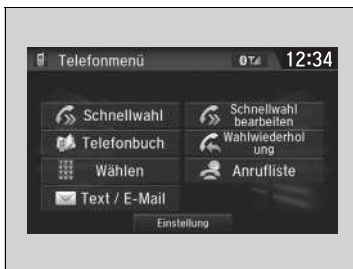 Telefonmenü
12:34
Schnellwahl
Schnellwahl
bearbeiten
Telefonbuch
Wahlwiederhol
ung
Wählen
Anrufliste
Text / E-Mail
Einstellung